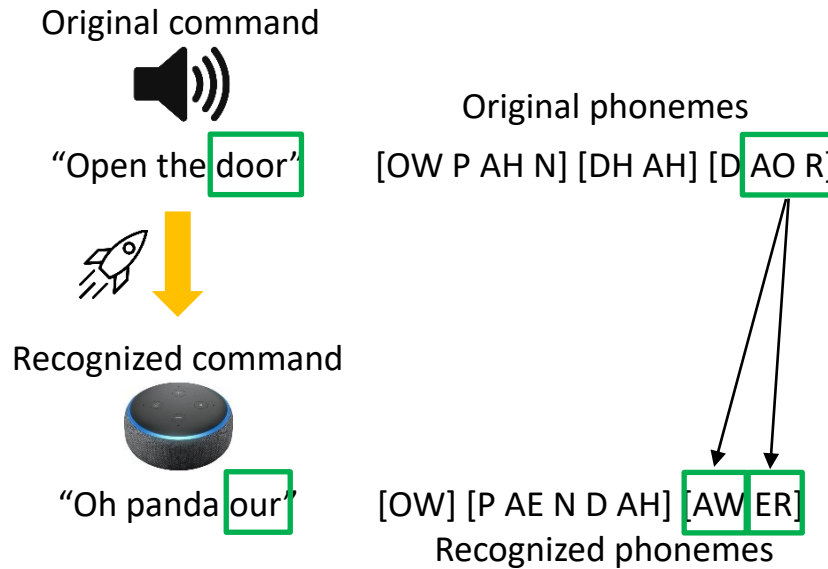 Original command
“Open the door”
Original phonemes
[OW P AH N] [DH AH] [D AO R]
Recognized command
“Oh panda our”
[OW] [P AE N D AH] [AW ER]
Recognized phonemes